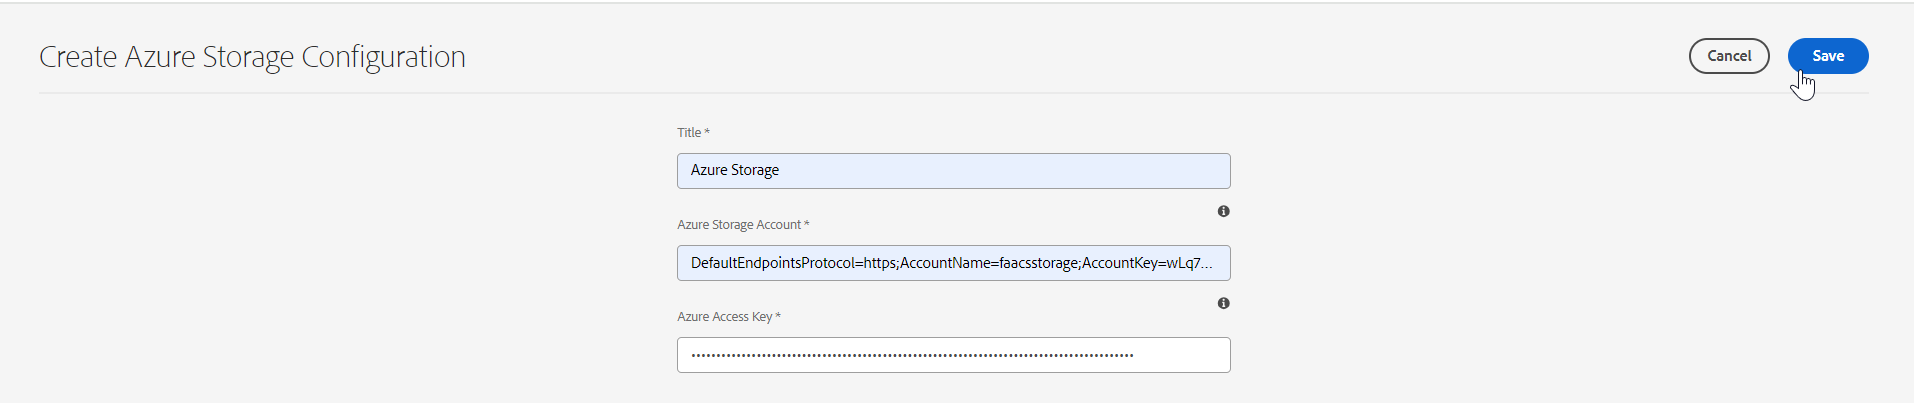 Create Azure Storage Configuration
Cancel
Save
Title *
Azure Storage
Azure Storage Account *
DefaultEndpointsProtocol=https;AccountName=faacsstorage;AccountKey=wLq7...
Azure Access Key *